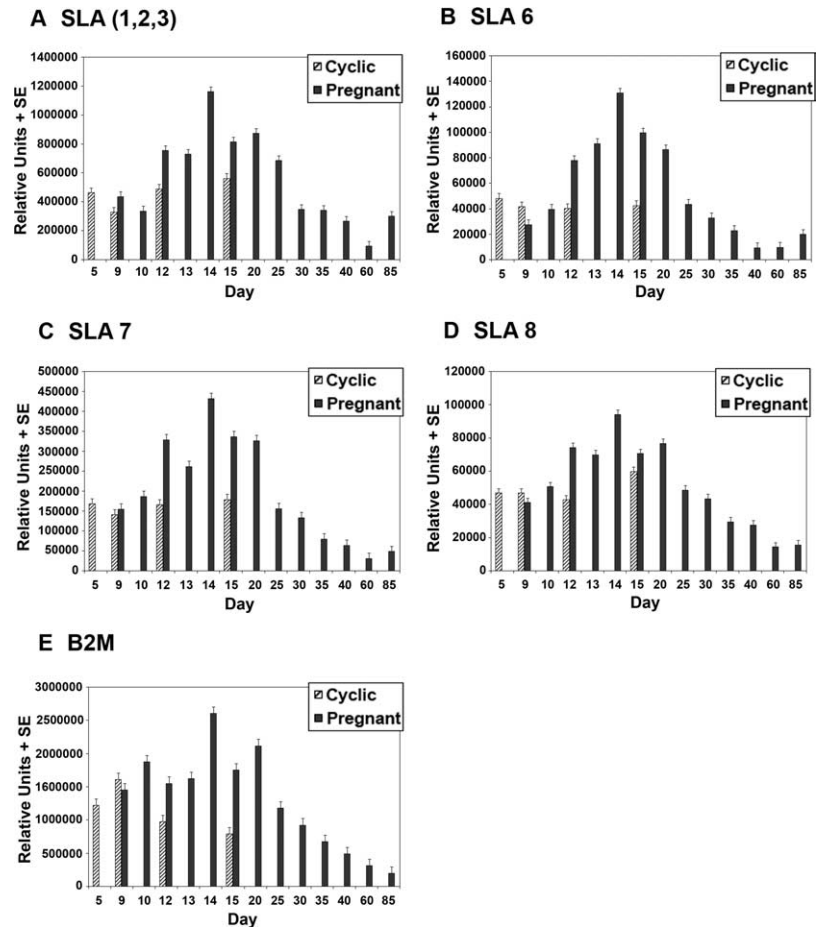 A SLA (1,2,3)
Relative Units + SE
1400000
1200000
1000000
800000
600000
400000
200000
0
Cyclic
Pregnant
5 9 10 12 13 14 15 20 25 30 35 40 60 85
Day
B SLA 6
Relative Units + SE
160000
140000
120000
100000
80000
60000
40000
20000
0
Cyclic
Pregnant
5 9 10 12 13 14 15 20 25 30 35 40 60 85
Day
C SLA 7
Relative Units + SE
500000
450000
400000
350000
300000
250000
200000
150000
100000
50000
0
Cyclic
Pregnant
5 9 10 12 13 14 15 20 25 30 35 40 60 85
Day
D SLA 8
Relative Units + SE
120000
100000
80000
60000
40000
20000
0
Cyclic
Pregnant
5 9 10 12 13 14 15 20 25 30 35 40 60 85
Day
E B2M
Relative Units + SE
3000000
2500000
2000000
1600000
1000000
500000
0
Cyclic
Pregnant
5 9 10 12 13 14 15 20 25 30 35 40 60 85
Day